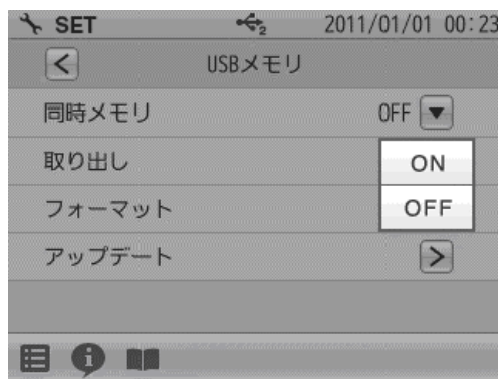 SET 2 2011/01/01 00:23
USBメモリ
同時メモリ OFF
取り出し ON
フォーマット OFF
アップデート